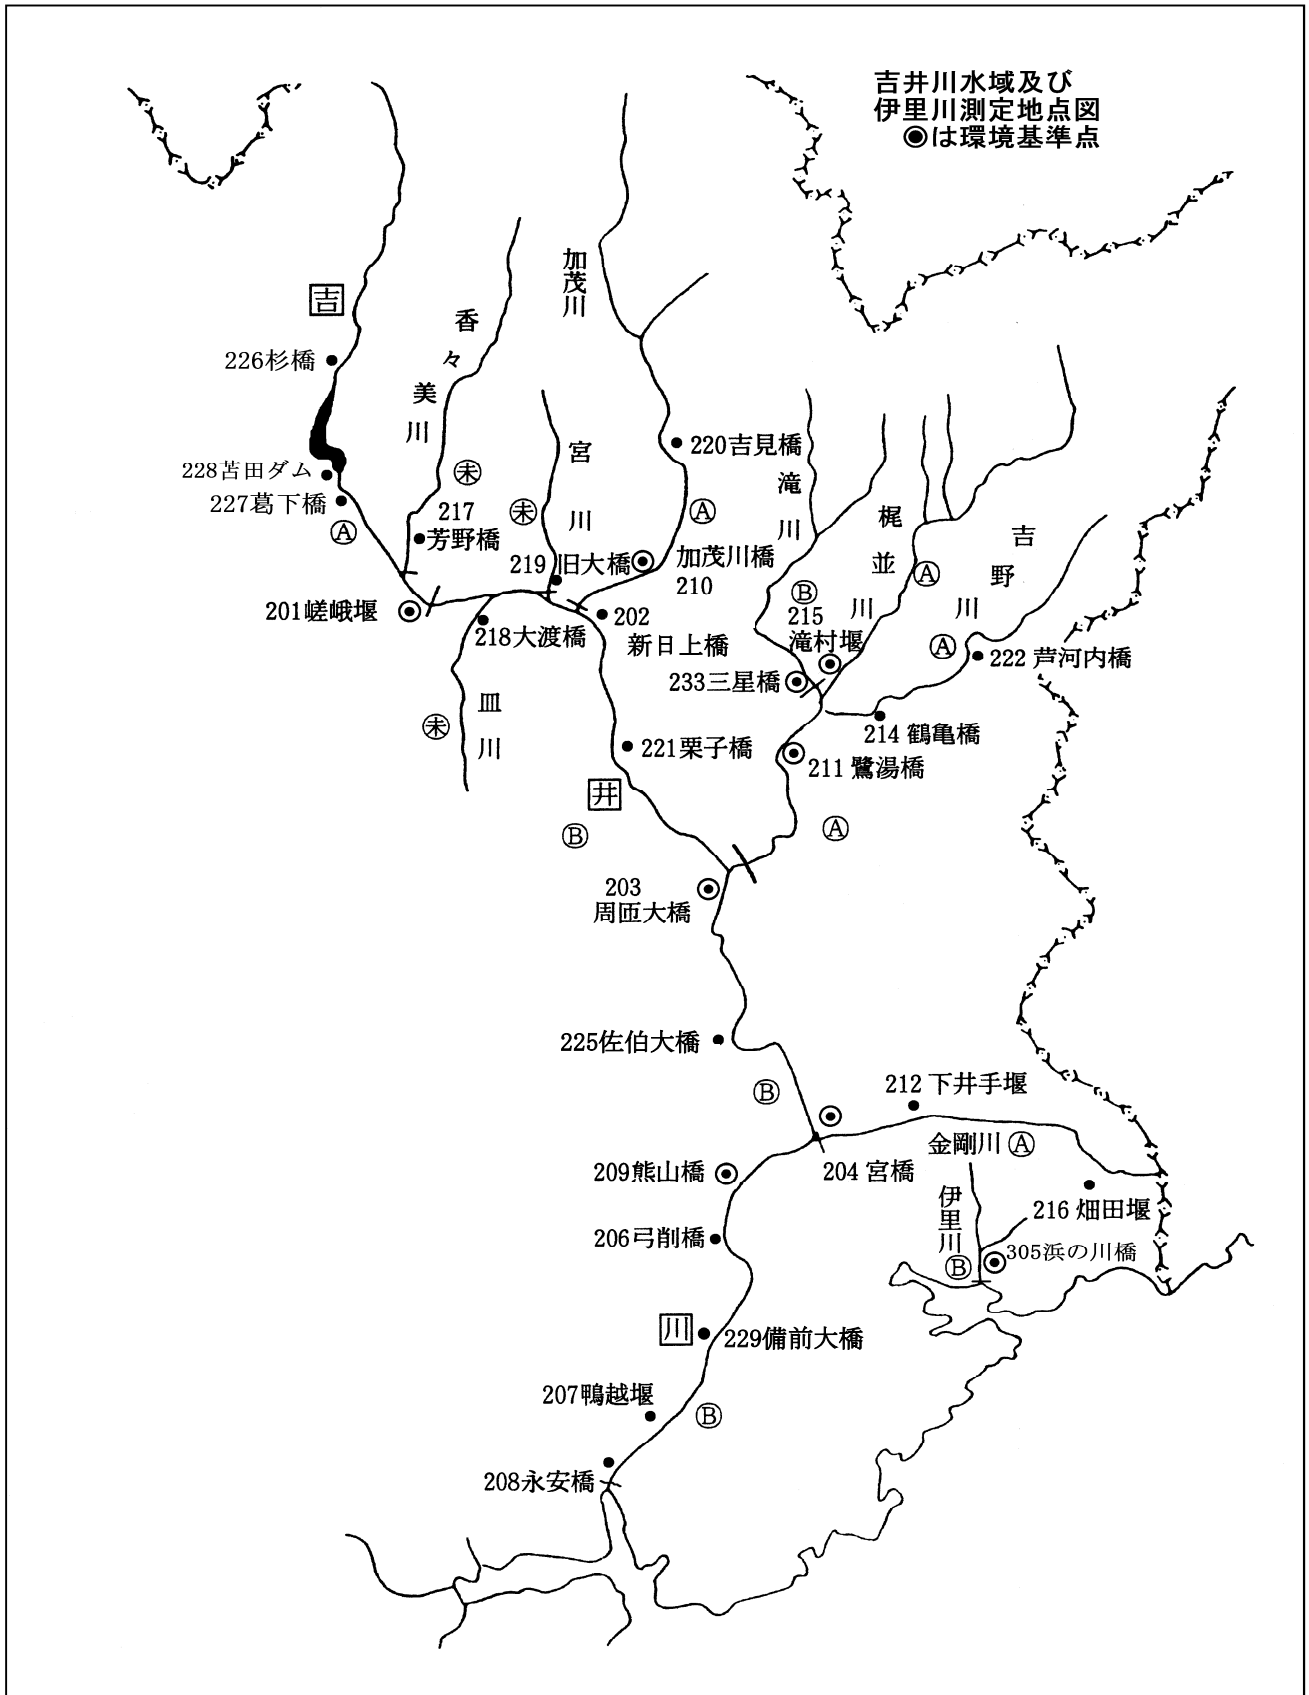 吉井川水域及び
伊里川測定地点図
◉は環境基準点
加茂川
吉
香々美川
226杉橋
宮川
220吉見橋
228苫田ダム
227葛下橋
Ⓐ
㊍
217
芳野橋
未
未
Ⓐ
滝川
梶並川
吉野川
219 旧大橋
加茂川橋
210
Ⓑ
215
滝村堰
Ⓐ
Ⓐ
201嵯峨堰
218大渡橋
202
新田上橋
222 芦河内橋
233三星橋
皿川
未
214 鶴亀橋
221栗子橋
211 鷺湯橋
井
Ⓑ
Ⓐ
203
周匝大橋
225佐伯大橋
Ⓑ
212 下井手堰
金剛川 Ⓐ
209熊山橋
204 宮橋
伊里川
216 畑田堰
206弓削橋
305浜の川橋
Ⓑ
川
229備前大橋
207鴨越堰
Ⓑ
208永安橋